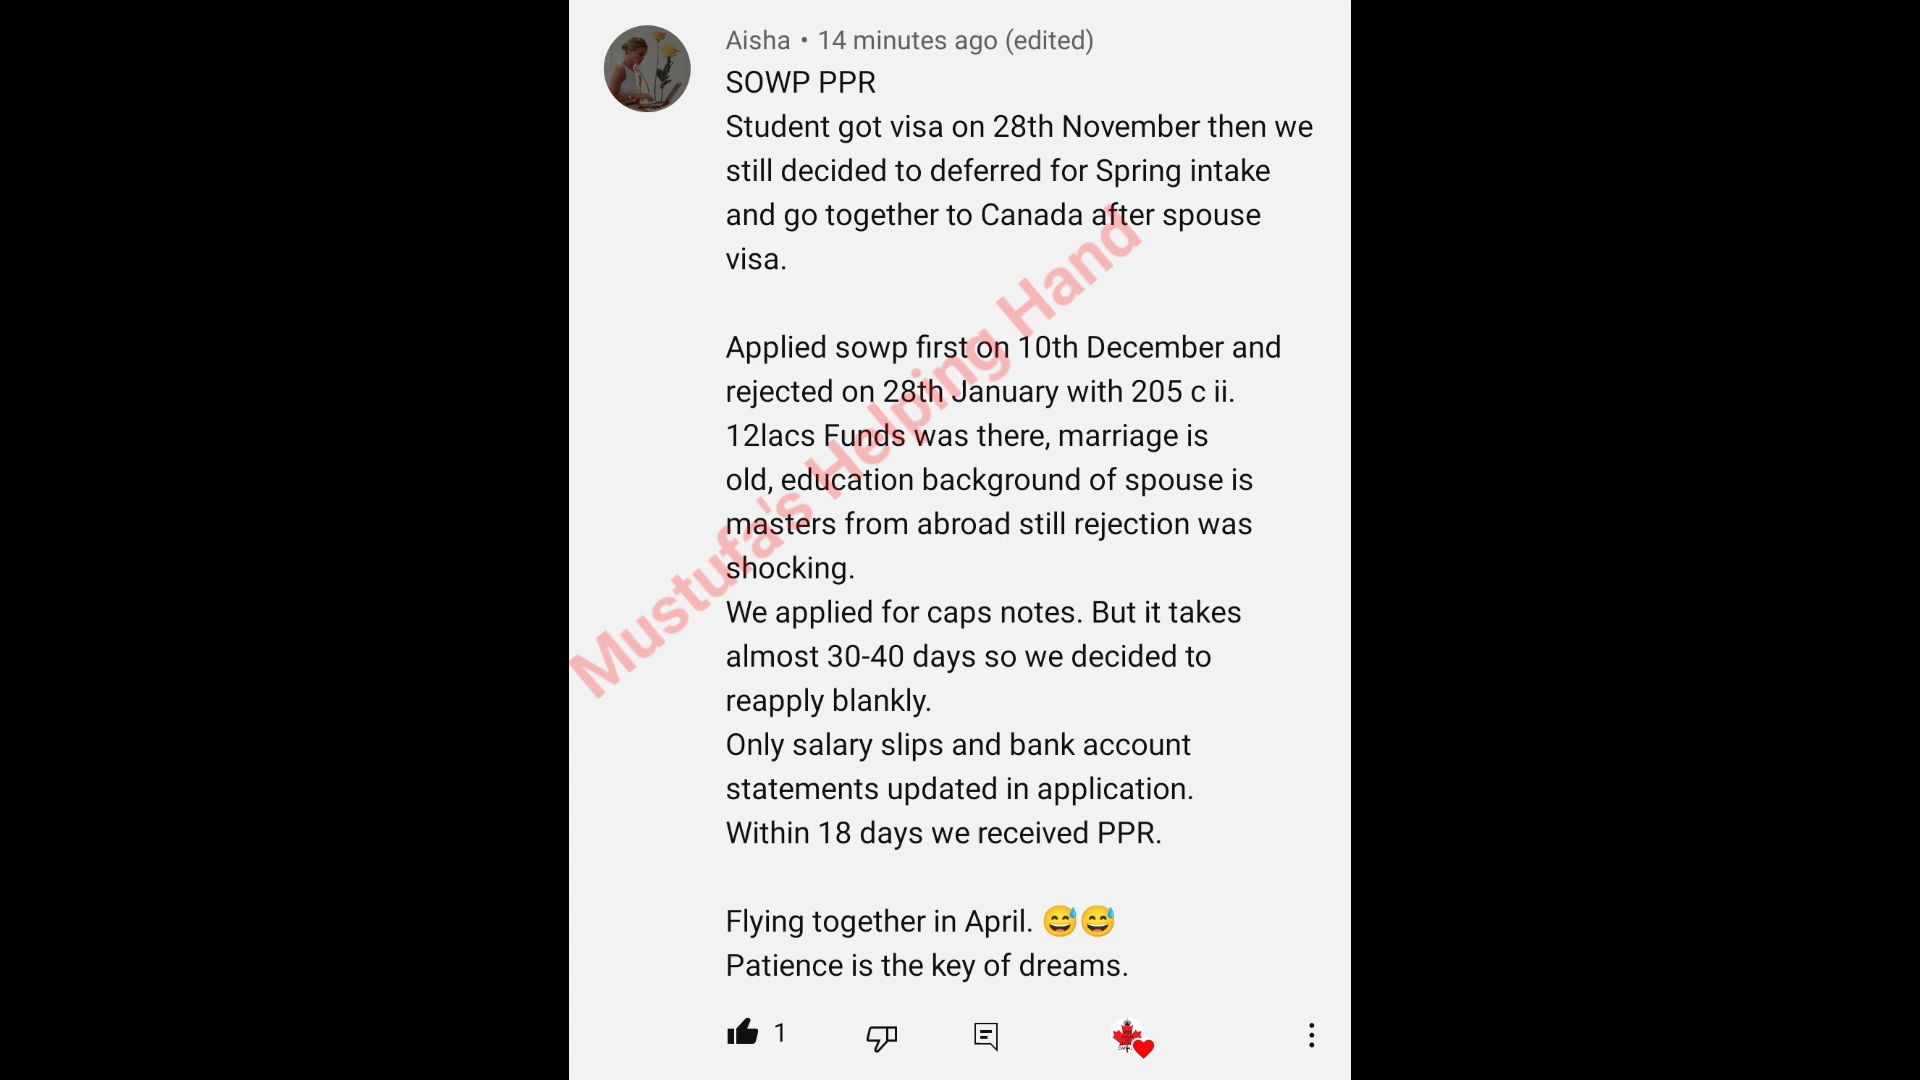 Aisha • 14 minutes ago (edited)
SOWP PPR
Student got visa on 28th November then we
still decided to deferred for Spring intake
and go together to Canada after spouse
visa.
Applied sowp first on 10th December and
rejected on 28th January with 205 c ii.
12lacs Funds was there, marriage is
old, education background of spouse is
masters from abroad still rejection was
shocking.
We applied for caps notes. But it takes
almost 30-40 days so we decided to
reapply blankly.
Only salary slips and bank account
statements updated in application.
Within 18 days we received PPR.
Flying together in April. 😅😅
Patience is the key of dreams.
1
Mustufa's Helping Hand